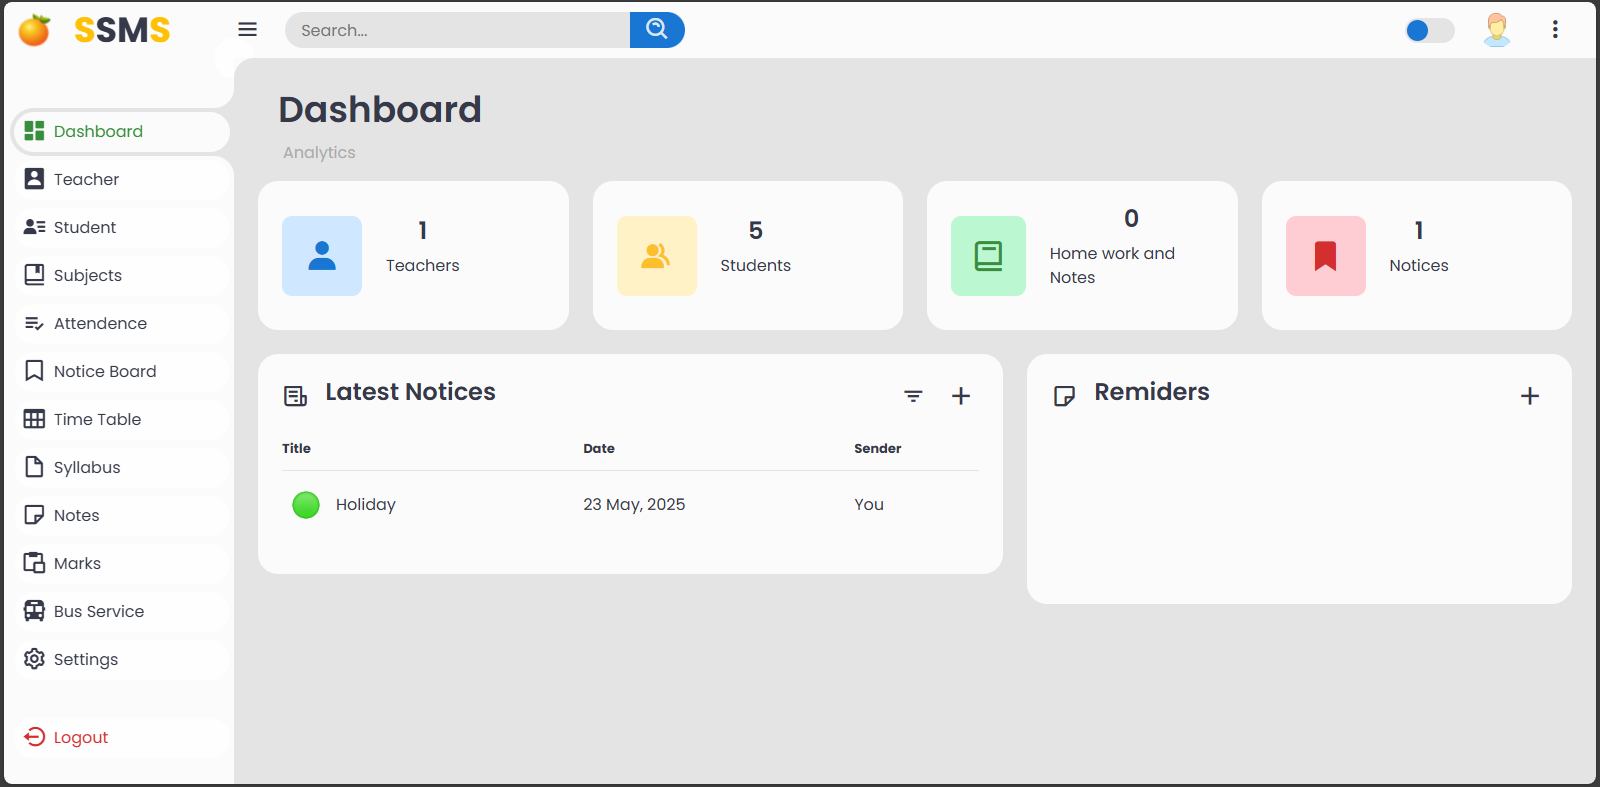 SSMS
Search...
Dashboard
Teacher
Student
Subjects
Attendence
Notice Board
Time Table
Syllabus
Notes
Marks
Bus Service
Settings
Logout
Dashboard
Analytics
1
Teachers
5
Students
0
Home work and
Notes
1
Notices
Latest Notices
Title Date Sender
Holiday 23 May, 2025 You
Remiders